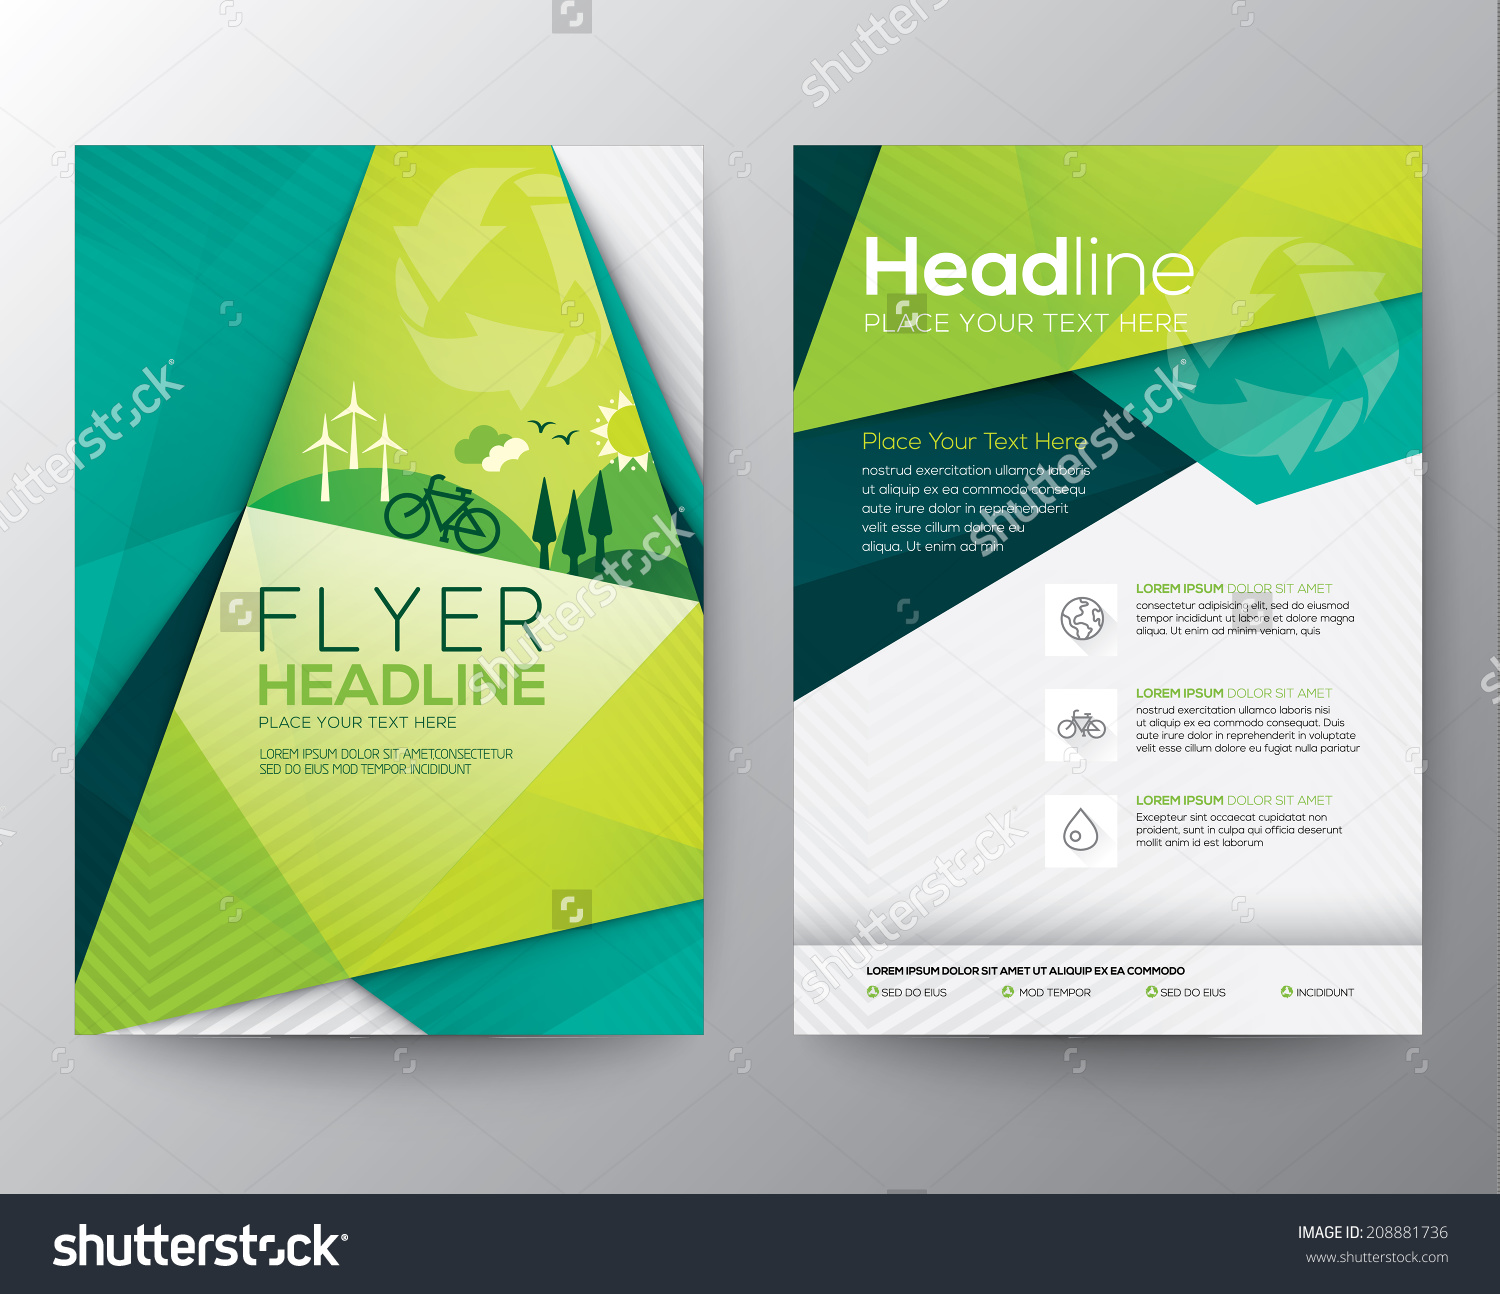 FLYER
HEADLINE
PLACE YOUR TEXT HERE
LOREM IPSUM DOLOR SIT AMETCONSECTETUR
SED DO EIUS MOD TEMPOR INCIDIDUNT
Headline
PLACE YOUR TEXT HERE
Place Your Text Here
nostrud exercitation ullamco laboris
ut aliquip ex ea commodo consequ
aute irure dolor in reprehenderit
velit esse cillum dolore eu
aliqua. Ut enim ad min
LOREM IPSUM DOLOR SIT AMET
consectetur adipisicing elit, sed do eiusmod
tempor incididunt ut labore et dolore magna
aliqua. Ut enim ad minim veniam, quis
LOREM IPSUM DOLOR SIT AMET
nostrud exercitation ullamco laboris nisi
ut aliquip ex ea commodo consequat. Duis
aute irure dolor in reprehenderit in voluptate
velit esse cillum dolore eu fugiat nulla pariatur
LOREM IPSUM DOLOR SIT AMET
Excepteur sint occaecat cupidatat non
proident, sunt in culpa qui officia deserunt
mollit anim id est laborum
LOREM IPSUM DOLOR SIT AMET UT ALIQUIP EX EA COMMODO
SED DO EIUS MOD TEMPOR SED DO EIUS INCIDIDUNT
shutterstock®
shutterstock®
shutterstock®
shutterstock®
shutterstock
shutterstock
shutterstock®
IMAGE ID: 208881736
www.shutterstock.com